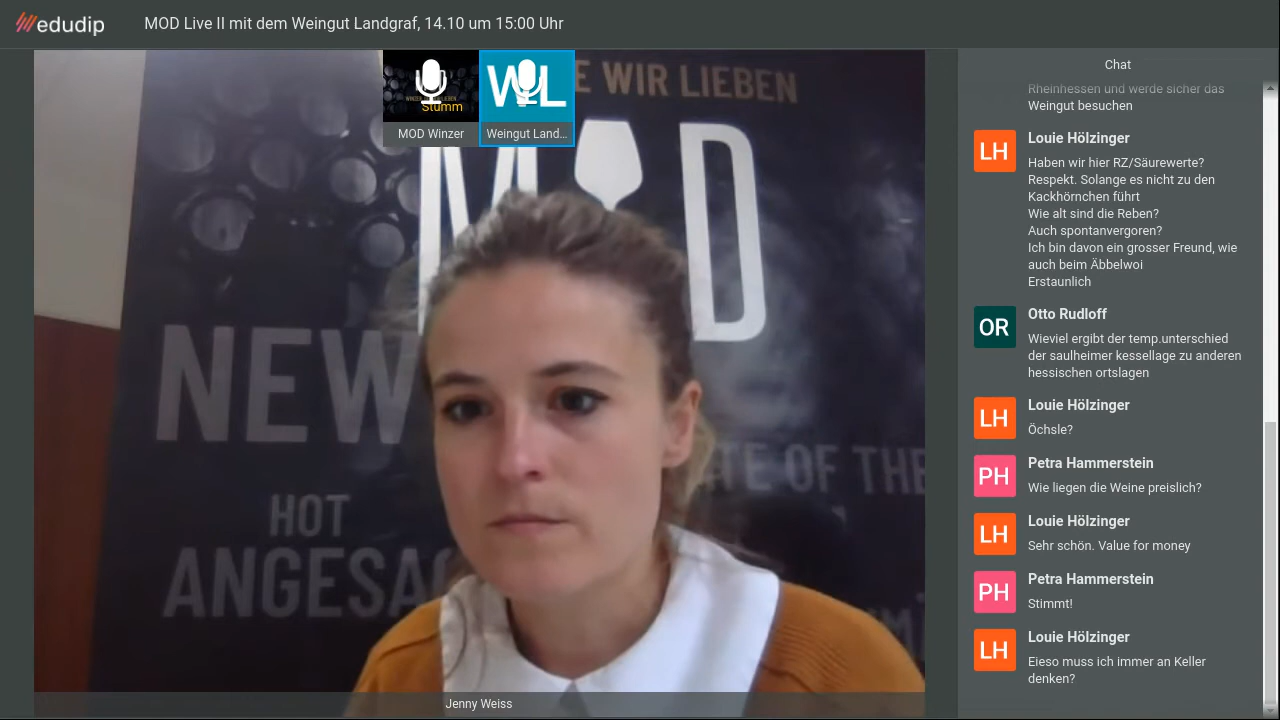 edudip
MOD Live II mit dem Weingut Landgraf, 14.10 um 15:00 Uhr
Stumm
MOD Winzer
WL
Weingut Land...
E WIR LIEBEN
MOD
NEW
TE OF THE
HOT
ANGESA
Jenny Weiss
Chat
Rheinhessen und werde sicher das
Weingut besuchen
LH
Louie Hölzinger
Haben wir hier RZ/Säurewerte?
Respekt. Solange es nicht zu den
Kackhörnchen führt
Wie alt sind die Reben?
Auch spontanvergoren?
Ich bin davon ein grosser Freund, wie
auch beim Äbbelwoi
Erstaunlich
OR
Otto Rudloff
Wieviel ergibt der temp.unterschied
der saulheimer kessellage zu anderen
hessischen ortslagen
LH
Louie Hölzinger
Öchsle?
PH
Petra Hammerstein
Wie liegen die Weine preislich?
LH
Louie Hölzinger
Sehr schön. Value for money
PH
Petra Hammerstein
Stimmt!
LH
Louie Hölzinger
Eieso muss ich immer an Keller
denken?